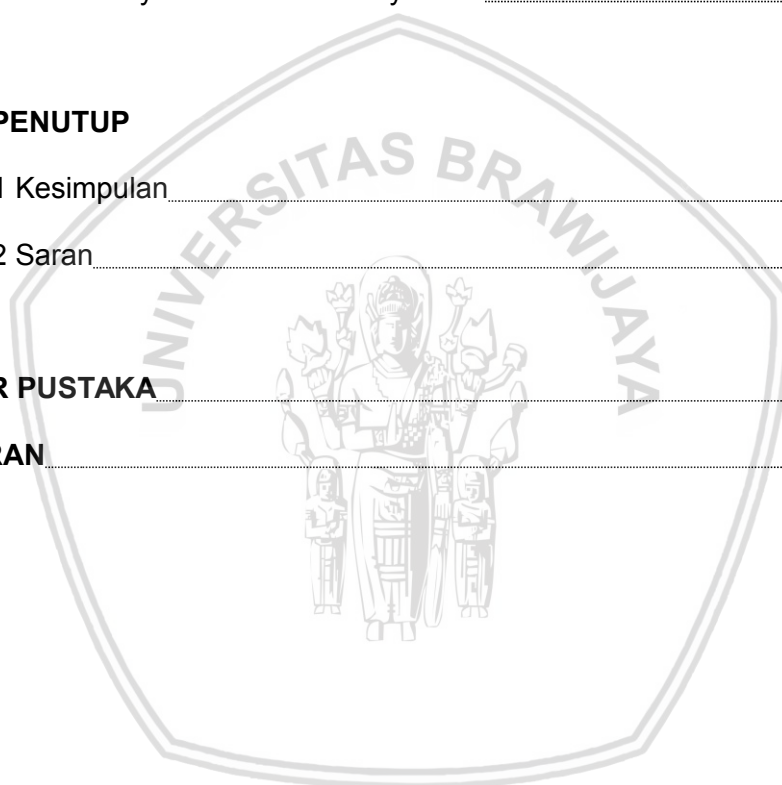 PENUTUP
1 Kesimpulan
2 Saran
R PUSTAKA
RAN
UNIVERSITAS BRAWIJAYA